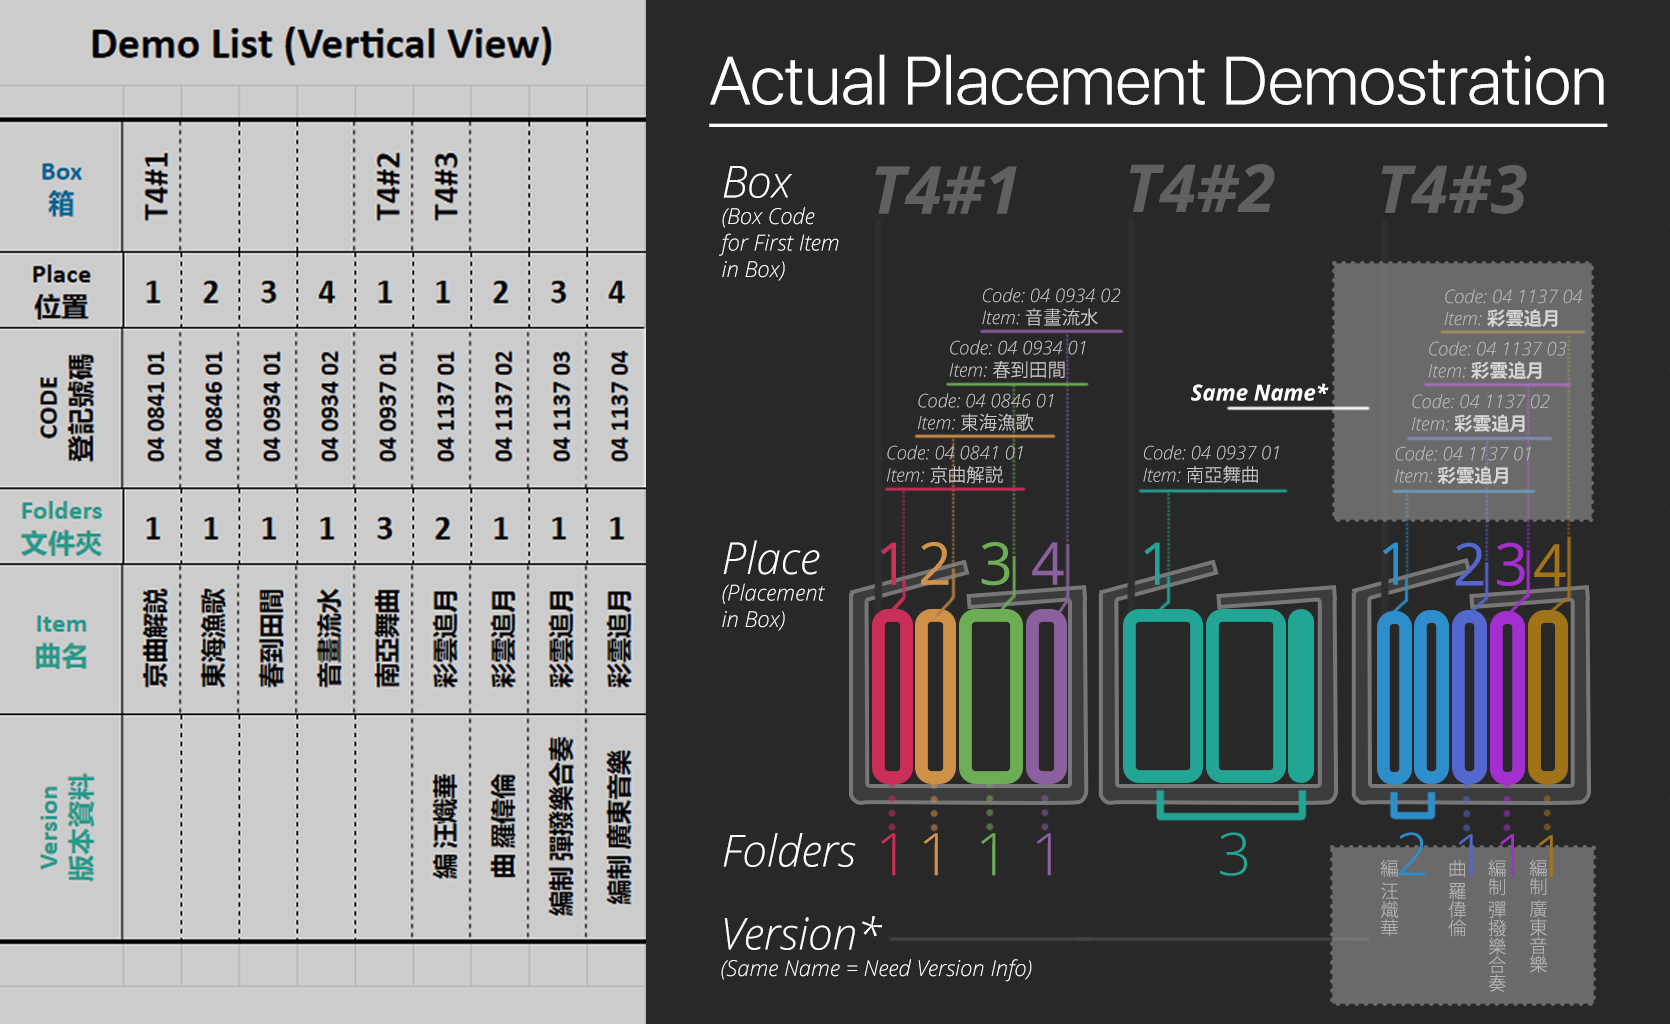 Demo List (Vertical View)
Box
箱
T4#1
T4#2
T4#3
Place
位置
1 2 3 4 1 1 2 3 4
CODE
登記號碼
04 0841 01
04 0846 01
04 0934 01
04 0934 02
04 0937 01
04 1137 01
04 1137 02
04 1137 03
04 1137 04
Folders
文件夾
1 1 1 1 3 2 1 1 1
Item
曲名
京曲解説
東海漁歌
春到田間
音畫流水
南亞舞曲
彩雲追月
彩雲追月
彩雲追月
彩雲追月
Version
版本資料
編 汪熾華
曲 羅偉倫
編制 彈撥樂合奏
編制 廣東音樂
Actual Placement Demostration
Box
(Box Code
for First Item
in Box)
T4#1
T4#2
T4#3
Code: 04 0934 02
Item: 音畫流水
Code: 04 0934 01
Item: 春到田間
Code: 04 0846 01
Item: 東海漁歌
Code: 04 0841 01
Item: 京曲解説
Code: 04 0937 01
Item: 南亞舞曲
Same Name*
Code: 04 1137 04
Item: 彩雲追月
Code: 04 1137 03
Item: 彩雲追月
Code: 04 1137 02
Item: 彩雲追月
Code: 04 1137 01
Item: 彩雲追月
Place
(Placement
in Box)
1 2 3 4
1
1 2 3 4
Folders
1 1 1 1
3
2 1 1 1
Version*
(Same Name = Need Version Info)
編 汪熾華
曲 羅偉倫
編制 彈撥樂合奏
編制 廣東音樂